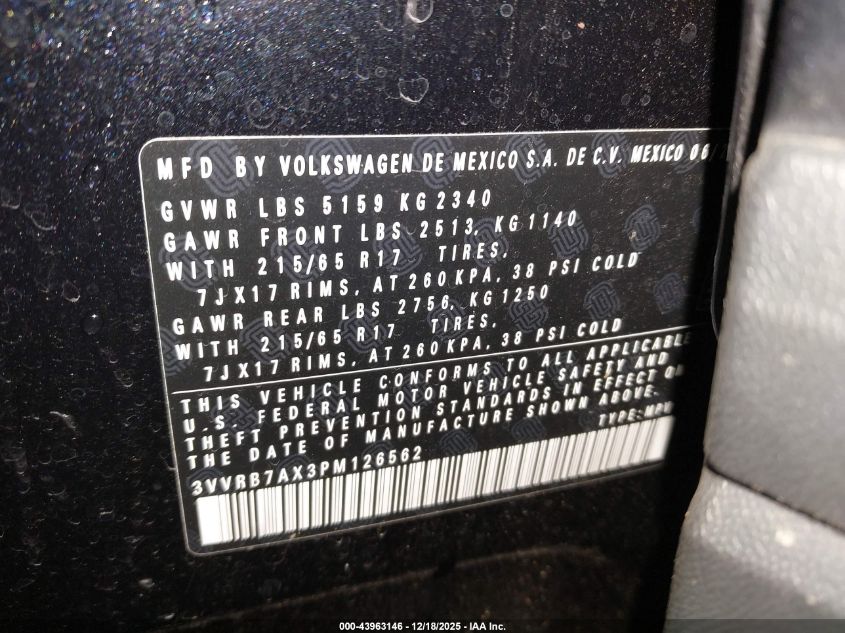 MFD BY VOLKSWAGEN DE MEXICO S.A. DE C.V. MEXICO 06/
GVWR LBS 5159 KG 2340
GAWR FRONT LBS 2513, KG 1140
WITH 215/65 R17 TIRES,
7JX17 RIMS, AT 260 KPA, 38 PSI COLD
GAWR REAR LBS 2756, KG 1250
WITH 215/65 R17 TIRES,
7JX17 RIMS, AT 260 KPA, 38 PSI COLD
THIS VEHICLE CONFORMS TO ALL APPLICABLE
U.S. FEDERAL MOTOR VEHICLE SAFETY AND
THEFT PREVENTION STANDARDS IN EFFECT ON
THE DATE OF MANUFACTURE SHOWN ABOVE.
TYPE: MPV
3VVRB7AX3PM126562
000-43963146 - 12/18/2025 - IAA Inc.